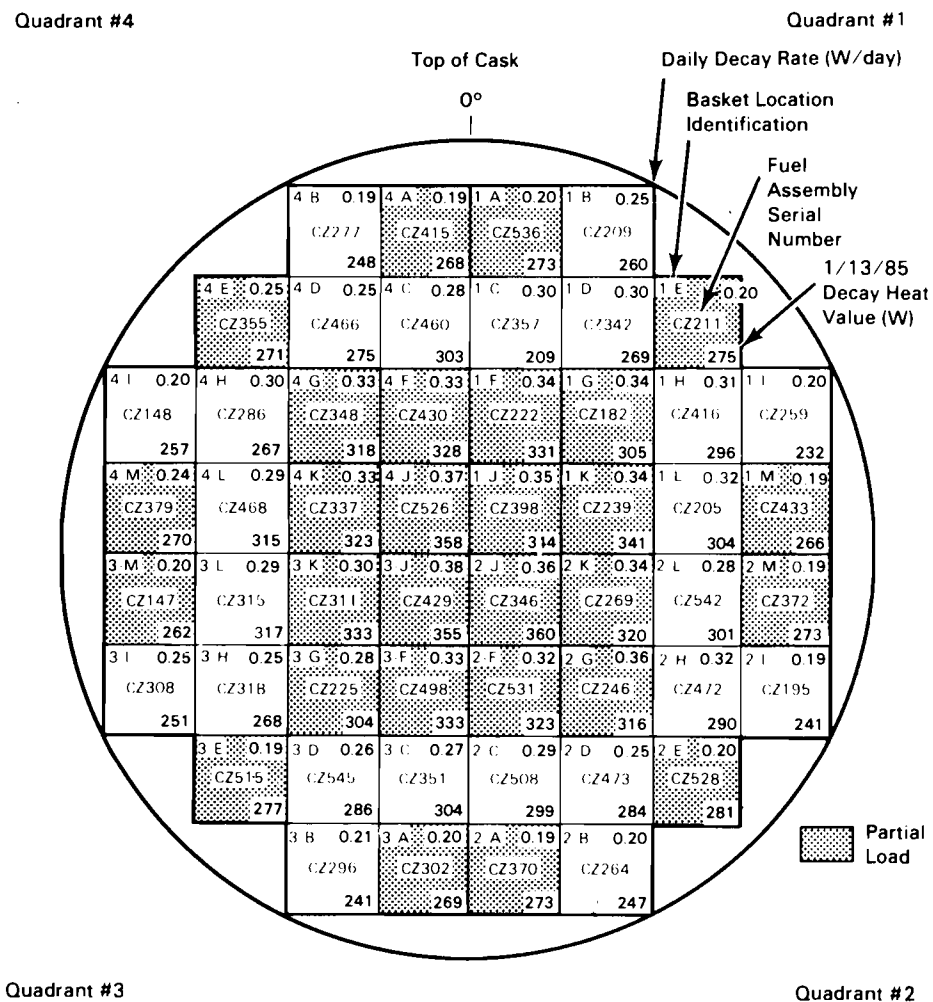 Quadrant #4
Quadrant #1
Top of Cask
Daily Decay Rate (W/day)
0°
Basket Location
Identification
Fuel
Assembly
Serial
Number
1/13/85
Decay Heat
Value (W)
4 B 0.19 4 A 0.19 1 A 0.20 1 B 0.25
CZ277 CZ415 CZ536 CZ209
248 268 273 260
4 E 0.25 4 D 0.25 4 C 0.28 1 C 0.30 1 D 0.30 1 E 0.20
CZ355 CZ466 CZ460 CZ357 CZ342 CZ211
271 275 303 209 269 275
4 I 0.20 4 H 0.30 4 G 0.33 4 F 0.33 1 F 0.34 1 G 0.34 1 H 0.31 1 I 0.20
CZ148 CZ286 CZ348 CZ430 CZ222 CZ182 CZ416 CZ259
257 267 318 328 331 305 296 232
4 M 0.24 4 L 0.29 4 K 0.33 4 J 0.37 1 J 0.35 1 K 0.34 1 L 0.32 1 M 0.19
CZ379 CZ468 CZ337 CZ526 CZ398 CZ239 CZ205 CZ433
270 315 323 358 314 341 304 266
3 M 0.20 3 L 0.29 3 K 0.30 3 J 0.38 2 J 0.36 2 K 0.34 2 L 0.28 2 M 0.19
CZ147 CZ315 CZ311 CZ429 CZ346 CZ269 CZ542 CZ372
262 317 333 355 360 320 301 273
3 I 0.25 3 H 0.25 3 G 0.28 3 F 0.33 2 F 0.32 2 G 0.36 2 H 0.32 2 I 0.19
CZ308 CZ318 CZ225 CZ498 CZ531 CZ246 CZ472 CZ195
251 268 304 333 323 316 290 241
3 E 0.19 3 D 0.26 3 C 0.27 2 C 0.29 2 D 0.25 2 E 0.20
CZ515 CZ545 CZ351 CZ508 CZ473 CZ528
277 286 304 299 284 281
3 B 0.21 3 A 0.20 2 A 0.19 2 B 0.20
CZ296 CZ302 CZ370 CZ264
241 269 273 247
Partial
Load
Quadrant #3
Quadrant #2